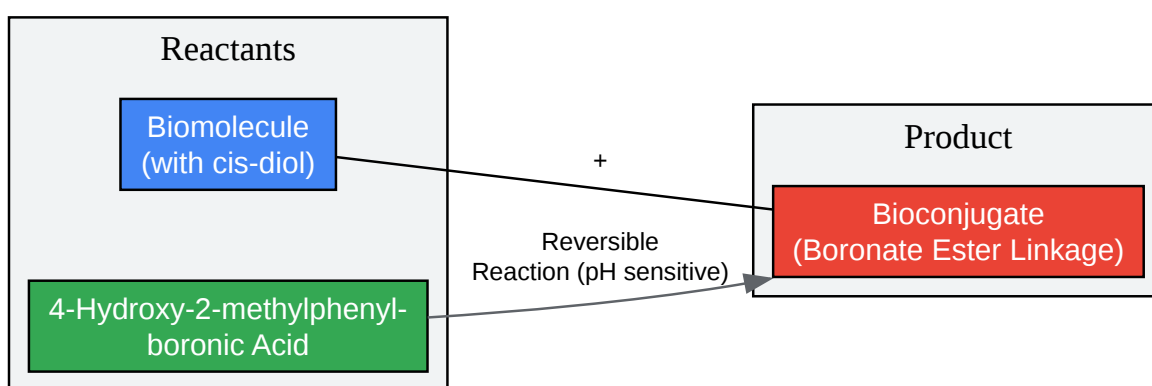 Reactants
Biomolecule
(with cis-diol)
4-Hydroxy-2-methylphenyl-
boronic Acid
+
Reversible
Reaction (pH sensitive)
Product
Bioconjugate
(Boronate Ester Linkage)